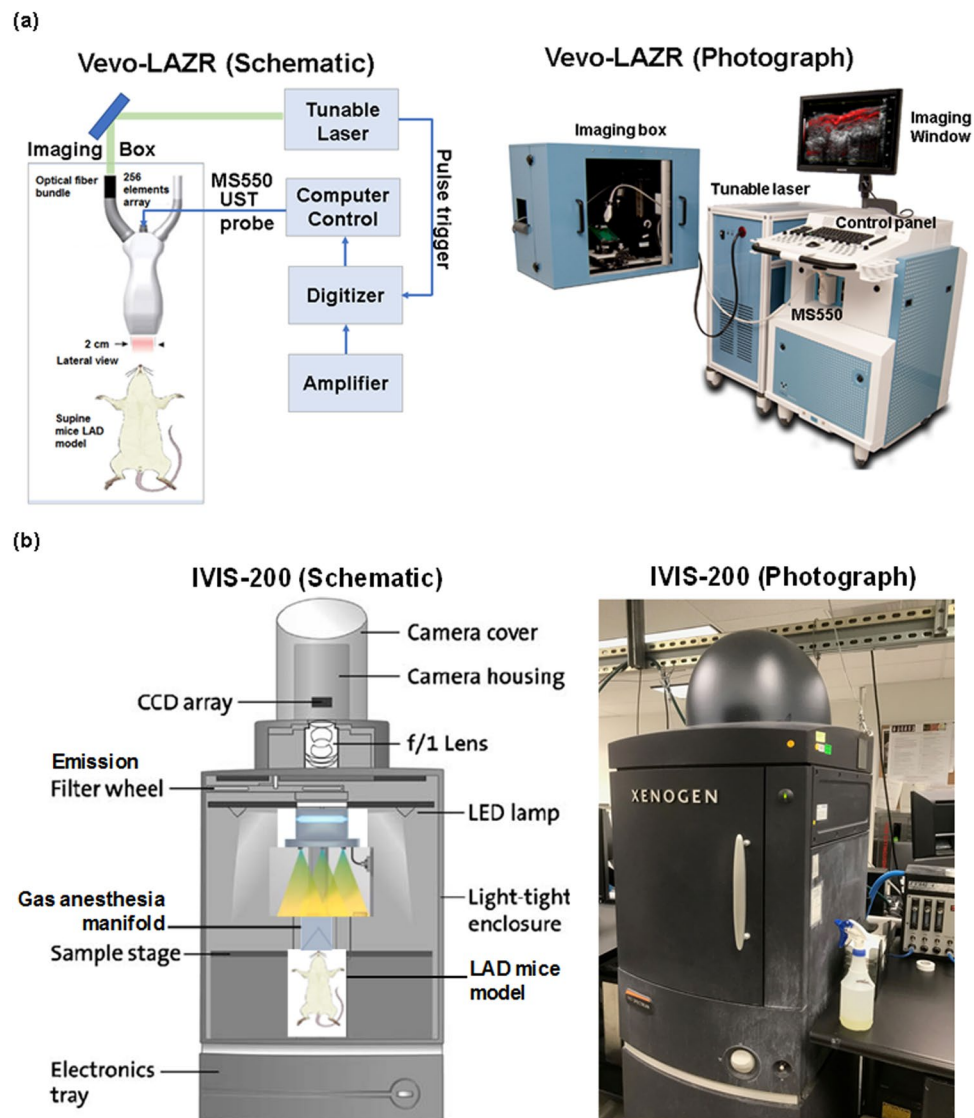 (a)
Vevo-LAZR (Schematic)
Tunable
Laser
Imaging Box
Optical fiber
bundle
256
elements
array
MS550
UST
probe
Computer
Control
Pulse trigger
Digitizer
Amplifier
2 cm
Lateral view
Supine
mice LAD
model
Vevo-LAZR (Photograph)
Imaging box
Imaging
Window
Tunable laser
Control panel
MS550
(b)
IVIS-200 (Schematic)
Camera cover
Camera housing
CCD array
f/1 Lens
Emission
Filter wheel
LED lamp
Gas anesthesia
manifold
Light-tight
enclosure
Sample stage
LAD mice
model
Electronics
tray
IVIS-200 (Photograph)
XENOGEN